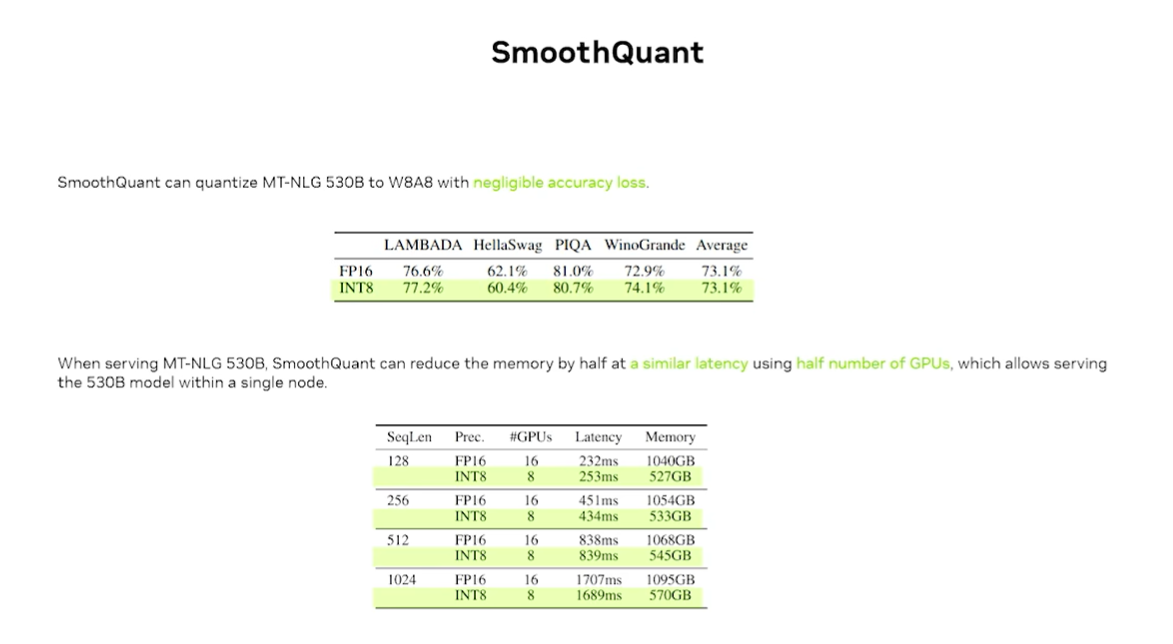 SmoothQuant
SmoothQuant can quantize MT-NLG 530B to W8A8 with negligible accuracy loss.
LAMBADA HellaSwag PIQA WinoGrande Average
FP16 76.6% 62.1% 81.0% 72.9% 73.1%
INT8 77.2% 60.4% 80.7% 74.1% 73.1%
When serving MT-NLG 530B, SmoothQuant can reduce the memory by half at a similar latency using half number of GPUs, which allows serving
the 530B model within a single node.
SeqLen Prec. #GPUs Latency Memory
128 FP16 16 232ms 1040GB
INT8 8 253ms 527GB
256 FP16 16 451ms 1054GB
INT8 8 434ms 533GB
512 FP16 16 838ms 1068GB
INT8 8 839ms 545GB
1024 FP16 16 1707ms 1095GB
INT8 8 1689ms 570GB